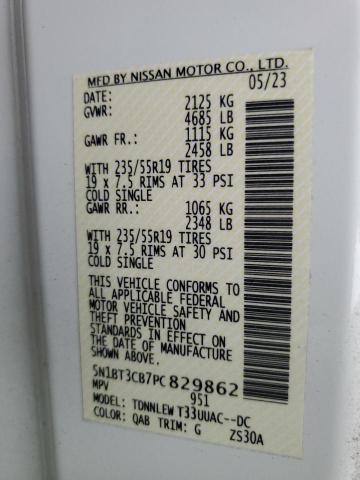 MFD BY NISSAN MOTOR CO., LTD.
DATE: 05/23
GVWR: 2125 KG
4685 LB
GAWR FR.: 1115 KG
2458 LB
WITH 235/55R19 TIRES
19 x 7.5 RIMS AT 33 PSI
COLD SINGLE
GAWR RR.: 1065 KG
2348 LB
WITH 235/55R19 TIRES
19 x 7.5 RIMS AT 30 PSI
COLD SINGLE
THIS VEHICLE CONFORMS TO
ALL APPLICABLE FEDERAL
MOTOR VEHICLE SAFETY AND
THEFT PREVENTION
STANDARDS IN EFFECT ON
THE DATE OF MANUFACTURE
SHOWN ABOVE.
5N1BT3CB7PC829862
MPV 951
MODEL: TDNNLEW T33UUAC--DC
COLOR: QAB TRIM: G ZS30A